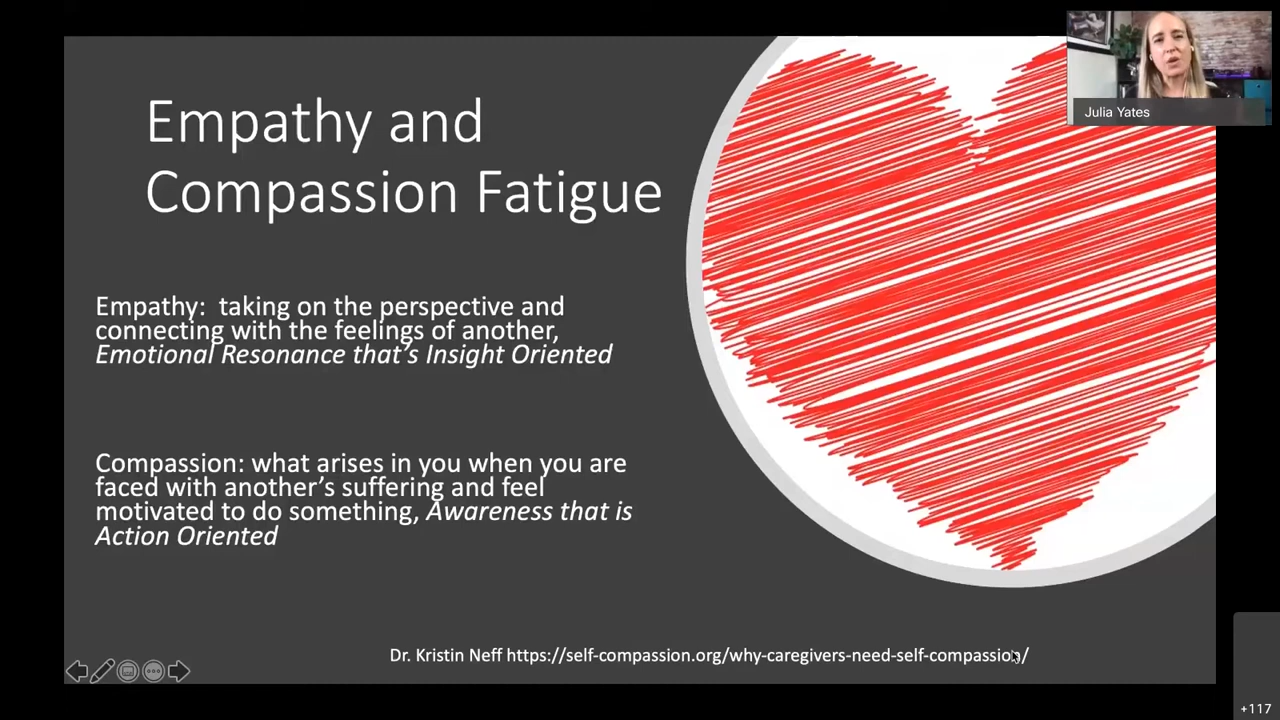 Empathy and
Compassion Fatigue
Julia Yates
Empathy:  taking on the perspective and
connecting with the feelings of another,
Emotional Resonance that's Insight Oriented
Compassion: what arises in you when you are
faced with another's suffering and feel
motivated to do something, Awareness that is
Action Oriented
Dr. Kristin Neff https://self-compassion.org/why-caregivers-need-self-compassion/
+117